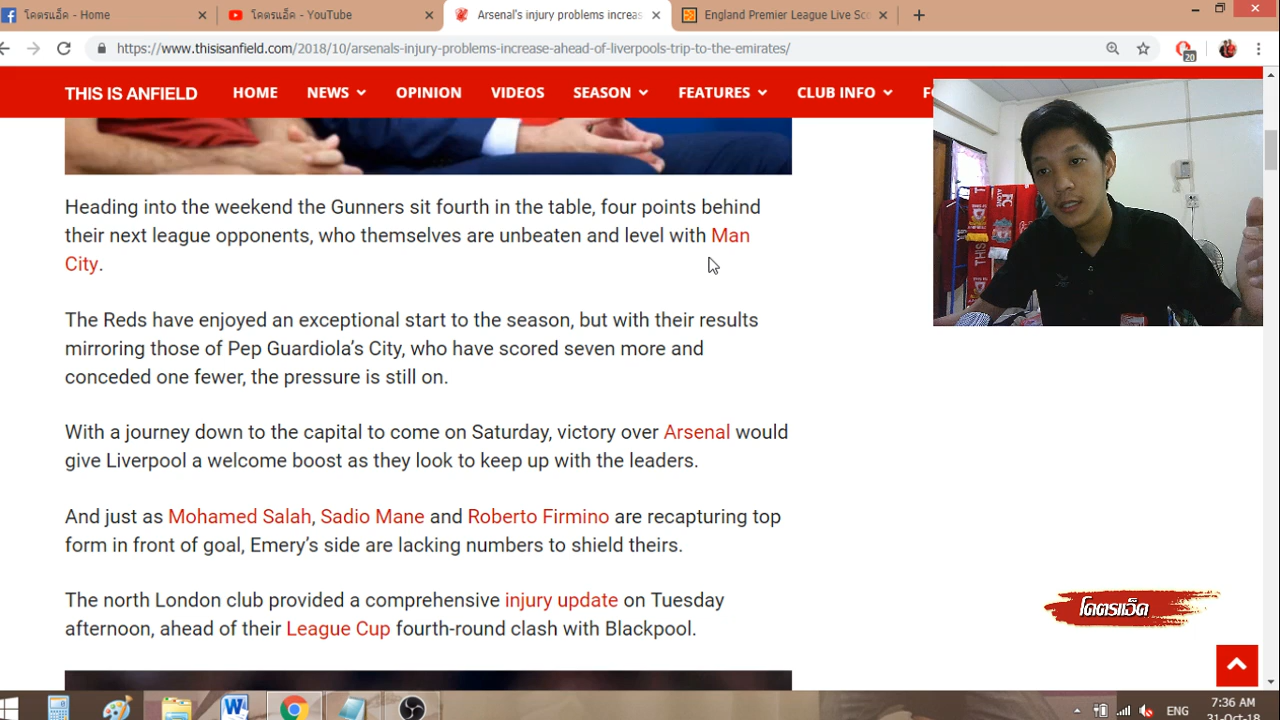 โคตรแอ็ด - Home
โคตรแอ็ด - YouTube
Arsenal's injury problems increas
England Premier League Live Sco
https://www.thisisanfield.com/2018/10/arsenals-injury-problems-increase-ahead-of-liverpools-trip-to-the-emirates/
20
THIS IS ANFIELD HOME NEWS OPINION VIDEOS SEASON FEATURES CLUB INFO
Heading into the weekend the Gunners sit fourth in the table, four points behind
their next league opponents, who themselves are unbeaten and level with Man
City.
The Reds have enjoyed an exceptional start to the season, but with their results
mirroring those of Pep Guardiola's City, who have scored seven more and
conceded one fewer, the pressure is still on.
With a journey down to the capital to come on Saturday, victory over Arsenal would
give Liverpool a welcome boost as they look to keep up with the leaders.
And just as Mohamed Salah, Sadio Mane and Roberto Firmino are recapturing top
form in front of goal, Emery's side are lacking numbers to shield theirs.
The north London club provided a comprehensive injury update on Tuesday
afternoon, ahead of their League Cup fourth-round clash with Blackpool.
โคตรแอ็ด
ENG
7:36 AM
31-Oct-18